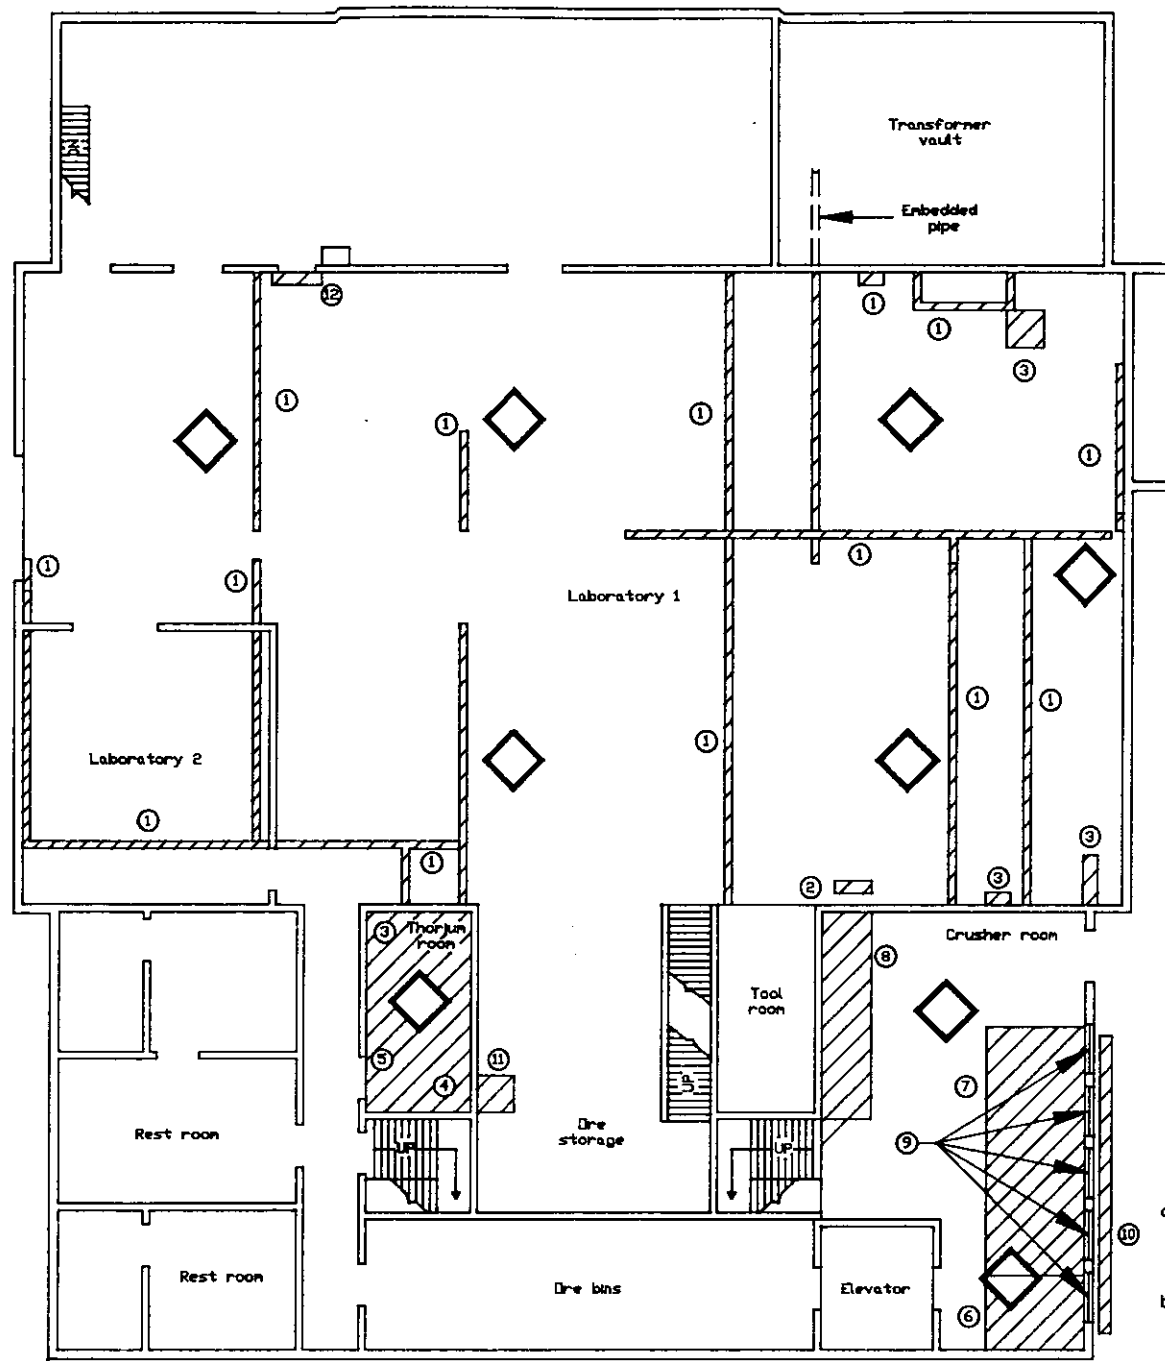 DN
Transformer
vault
Embedded
pipe
12
1
1
3
1
1
1
1
1
1
1
1
Laboratory 1
1
1
1
Laboratory 2
1
1
3
2
3
3
Thorium
room
Crusher room
8
Tool
room
5
11
4
UP
7
Rest room
UP
Ore
storage
UP
9
10
Rest room
Ore bins
Elevator
6